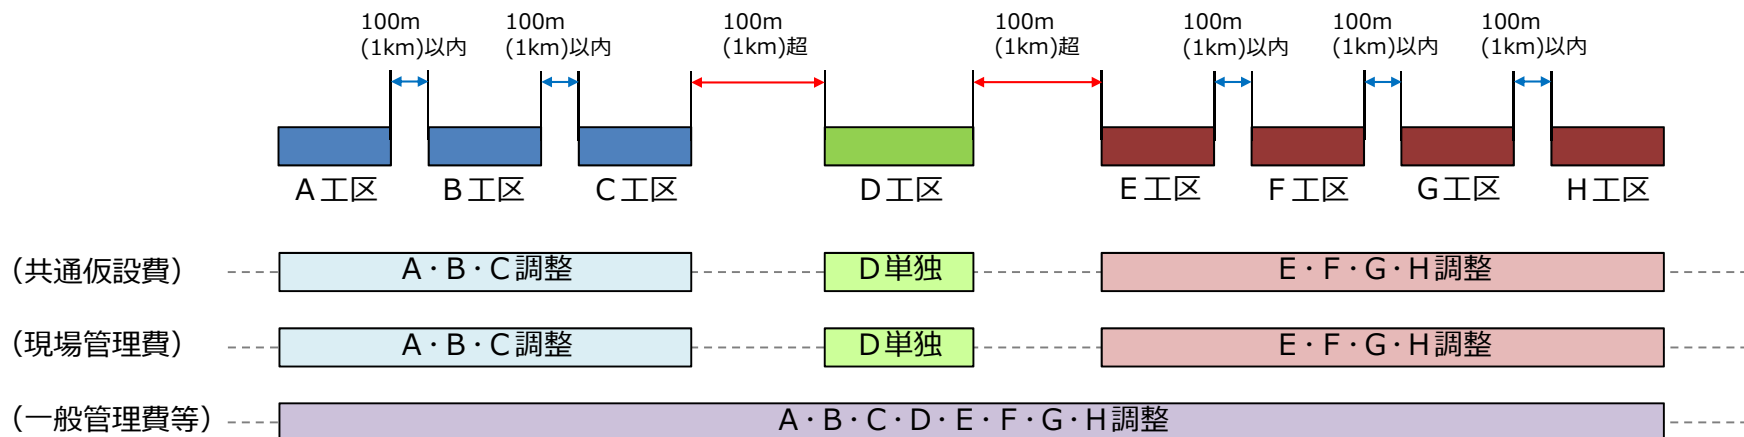 100m
(1km)以内
100m
(1km)以内
100m
(1km)超
100m
(1km)超
100m
(1km)以内
100m
(1km)以内
100m
(1km)以内
A工区
B工区
C工区
D工区
E工区
F工区
G工区
H工区
(共通仮設費)
A・B・C調整
D単独
E・F・G・H調整
(現場管理費)
A・B・C調整
D単独
E・F・G・H調整
(一般管理費等)
A・B・C・D・E・F・G・H調整